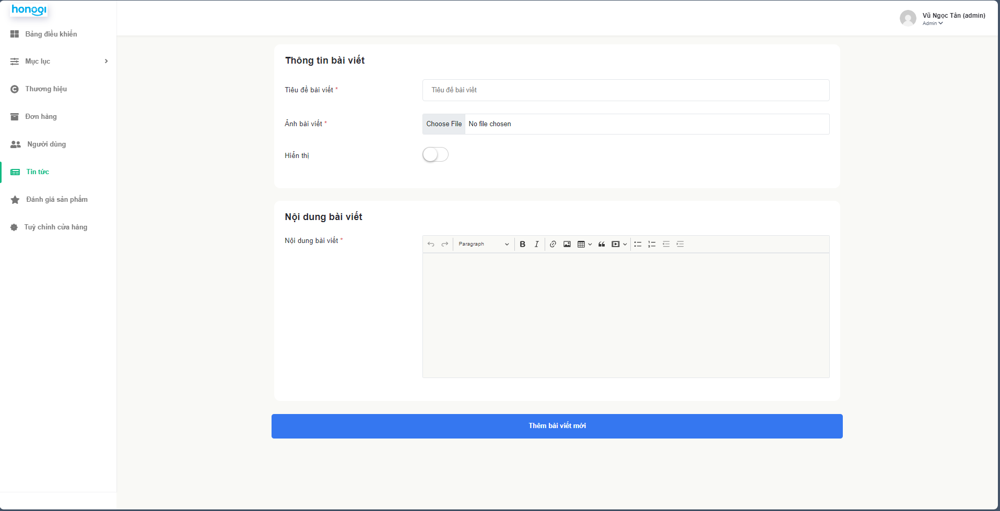 honoqi
Bảng điều khiển
Mục lục
Thương hiệu
Đơn hàng
Người dùng
Tin tức
Đánh giá sản phẩm
Tuỳ chỉnh cửa hàng
Vũ Ngọc Tân (admin)
Admin
Thông tin bài viết
Tiêu đề bài viết *
Tiêu đề bài viết
Ảnh bài viết *
Choose File No file chosen
Hiển thị
Nội dung bài viết
Nội dung bài viết *
Paragraph
Thêm bài viết mới